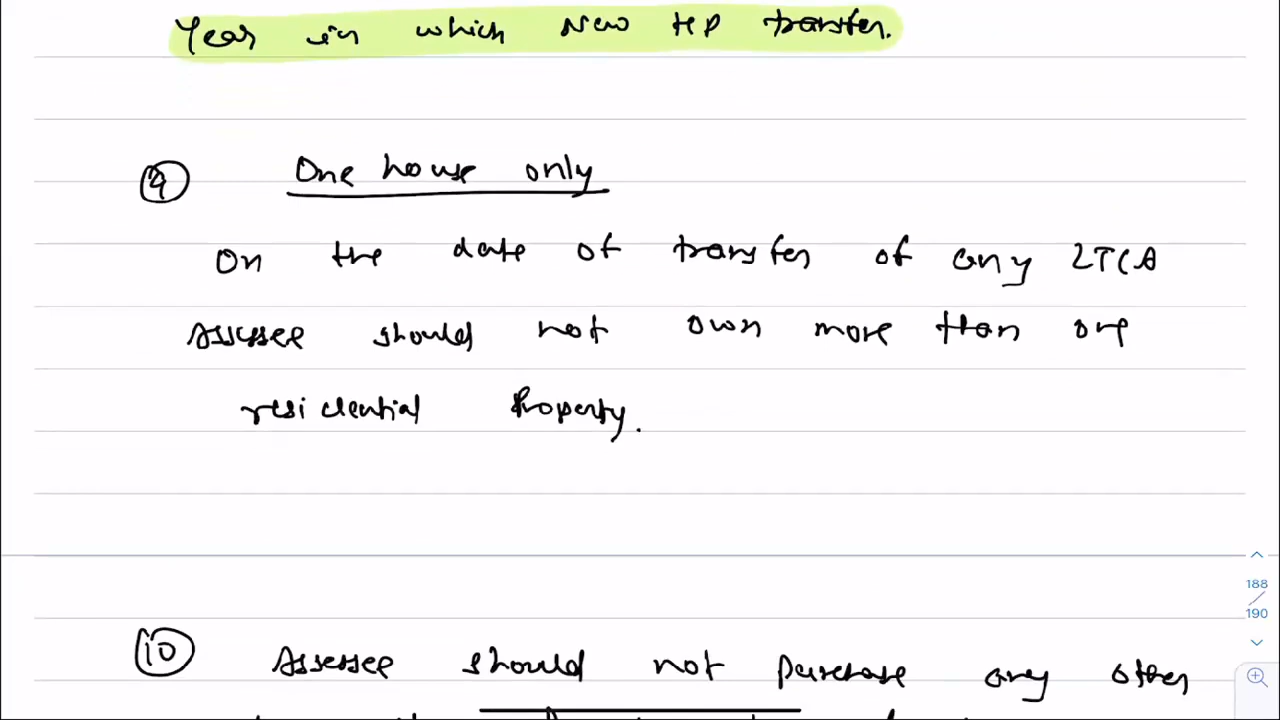 Year in which New HP transfer.
9 One house only
On the date of transfer of any LTCA
Assessee should not own more than one
residential Property.
188
190
10 Assessee should not purchase any other